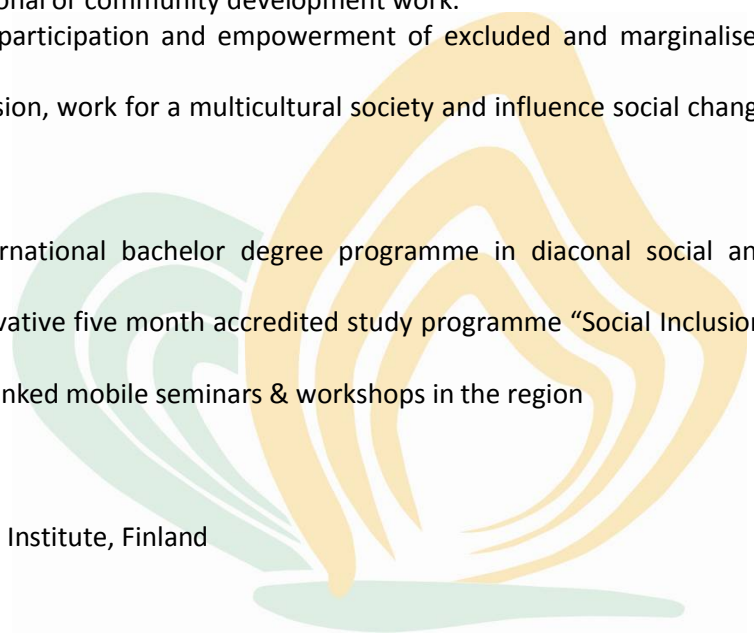 onal or community development work.
participation and empowerment of excluded and marginalise
sion, work for a multicultural society and influence social chang
ernational bachelor degree programme in diaconal social an
vative five month accredited study programme “Social Inclusion
nked mobile seminars & workshops in the region
Institute, Finland